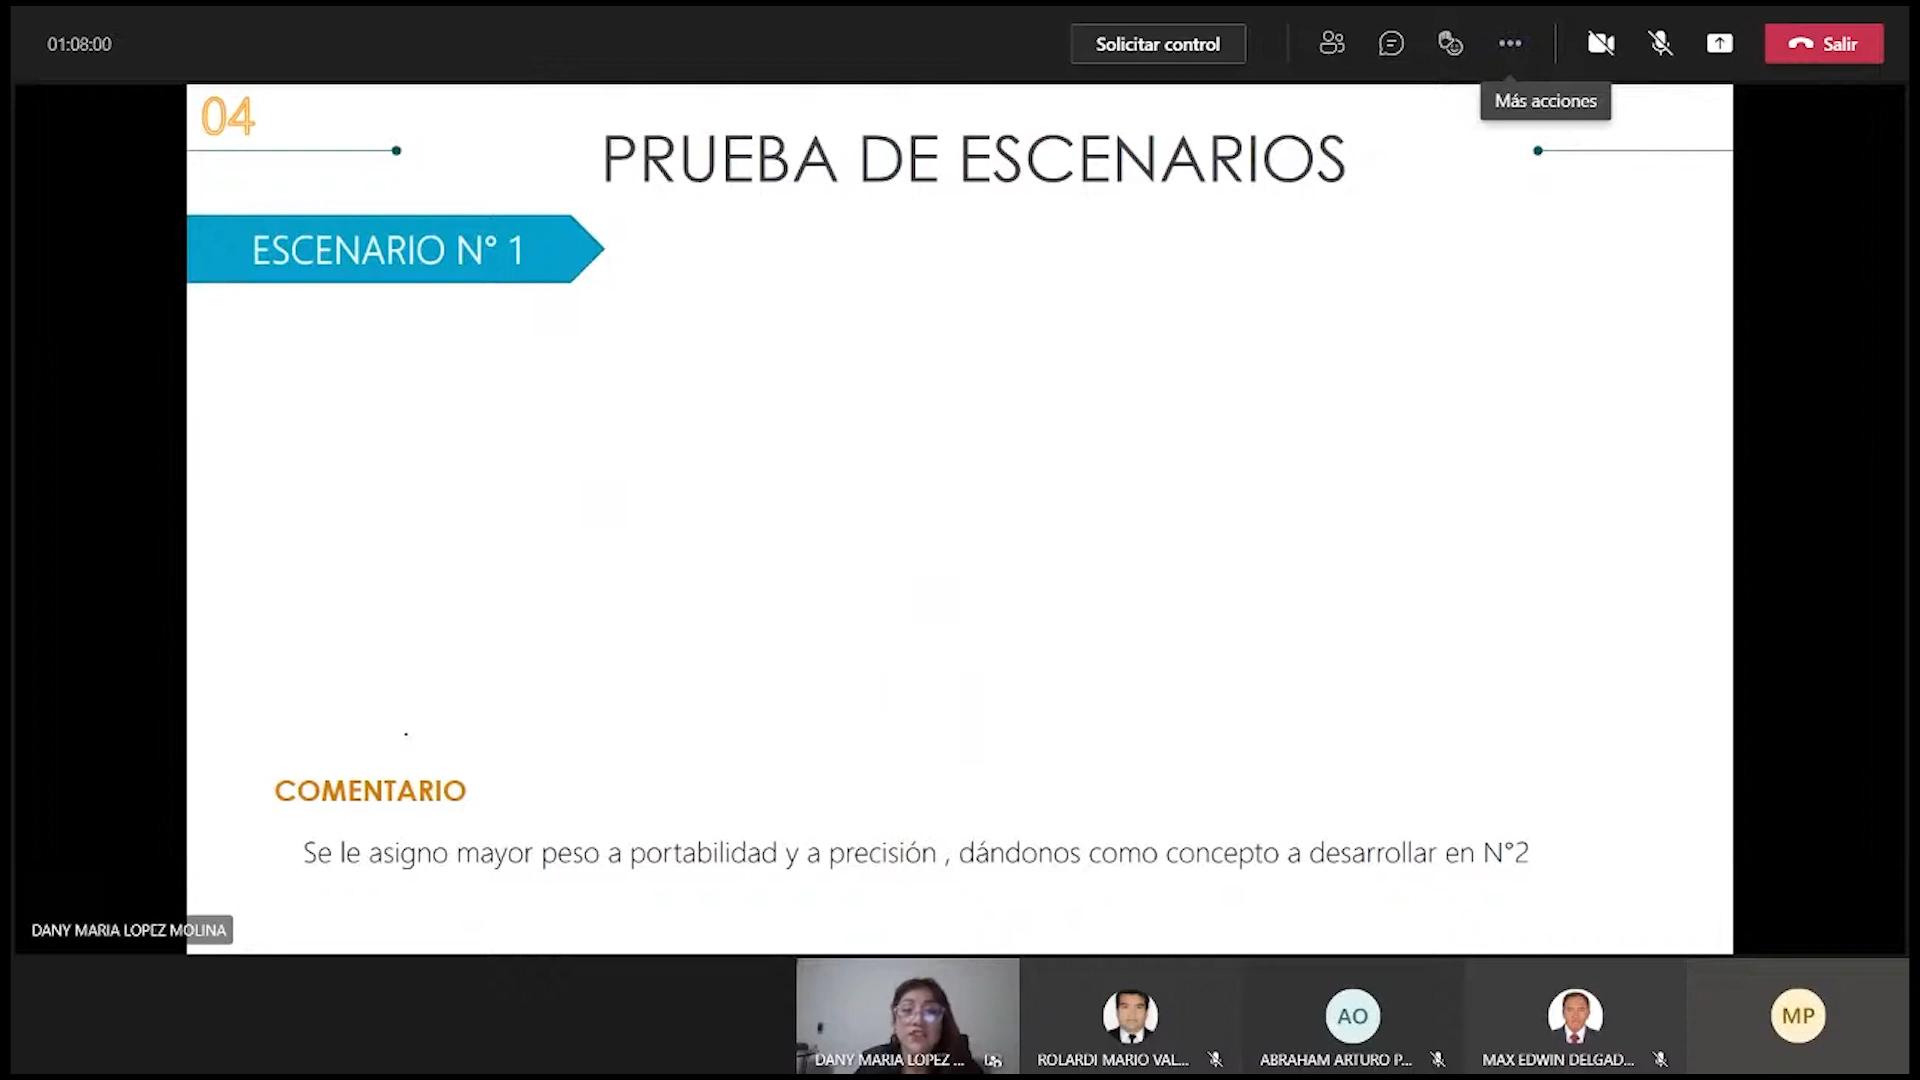 01:08:00
Solicitar control
Salir
Más acciones
04
PRUEBA DE ESCENARIOS
ESCENARIO N° 1
.
COMENTARIO
Se le asigno mayor peso a portabilidad y a precisión , dándonos como concepto a desarrollar en N°2
DANY MARIA LOPEZ MOLINA
AO
MP
DANY MARIA LOPEZ ...
ROLARDI MARIO VAL...
ABRAHAM ARTURO P...
MAX EDWIN DELGAD...